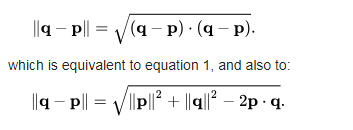 ‖q − p‖ = √((q − p) · (q − p)).
which is equivalent to equation 1, and also to:
‖q − p‖ = √(‖p‖² + ‖q‖² − 2p · q).